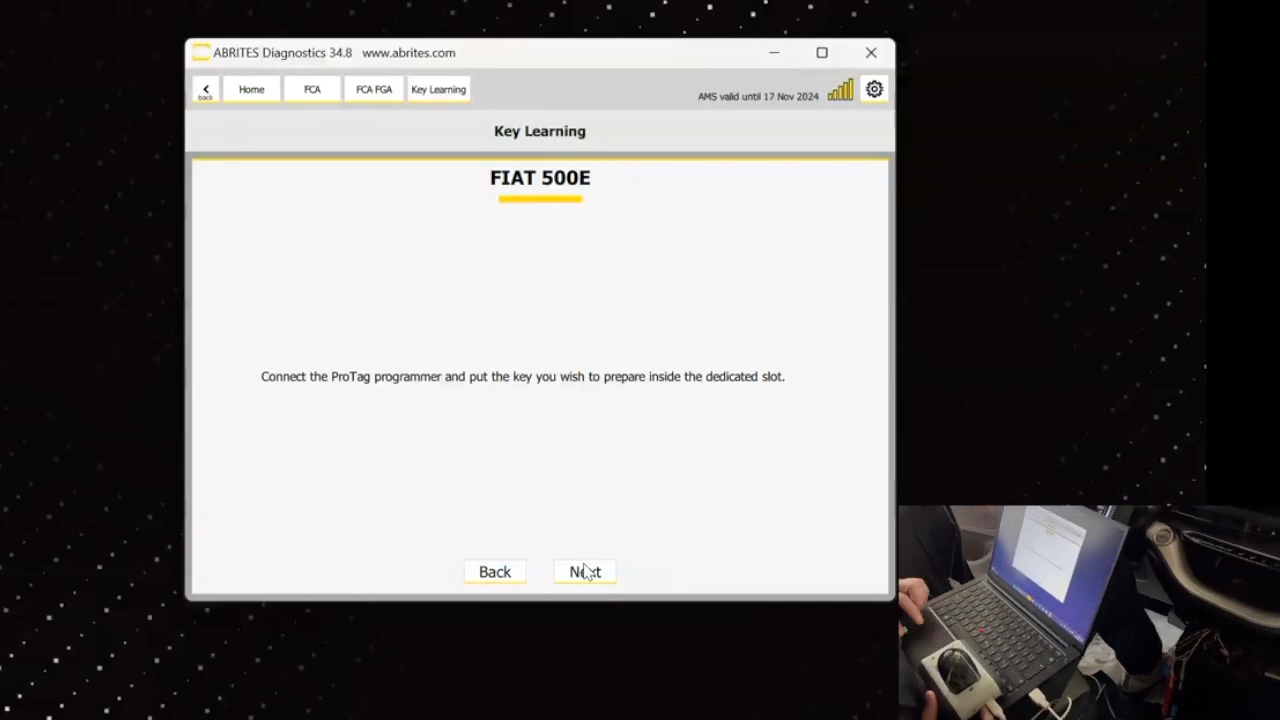 ABRITES Diagnostics 34.8 www.abrites.com
back
Home
FCA
FCA FGA
Key Learning
AMS valid until 17 Nov 2024
Key Learning
FIAT 500E
Connect the ProTag programmer and put the key you wish to prepare inside the dedicated slot.
Back
Next